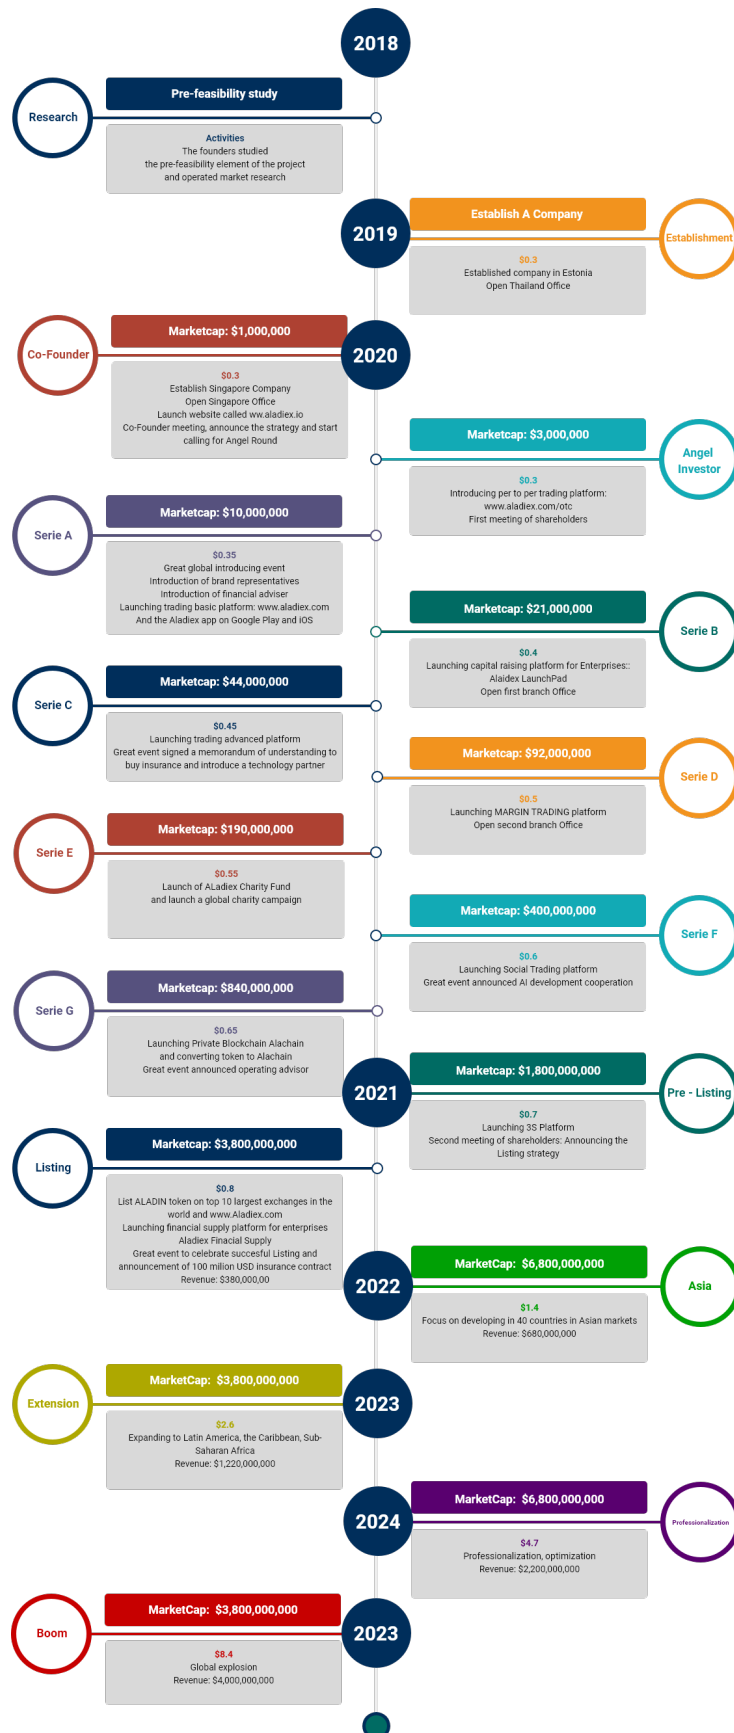 2018
Research
Pre-feasibility study
Activities
The founders studied
the pre-feasibility element of the project
and operated market research
2019
Establish A Company
Establishment
$0.3
Established company in Estonia
Open Thailand Office
Co-Founder
Marketcap: $1,000,000
2020
$0.3
Establish Singapore Company
Open Singapore Office
Launch website called ww.aladiex.io
Co-Founder meeting, announce the strategy and start
calling for Angel Round
Marketcap: $3,000,000
Angel
Investor
$0.3
Introducing per to per trading platform:
www.aladiex.com/otc
First meeting of shareholders
Serie A
Marketcap: $10,000,000
$0.35
Great global introducing event
Introduction of brand representatives
Introduction of financial adviser
Launching trading basic platform: www.aladiex.com
And the Aladiex app on Google Play and iOS
Marketcap: $21,000,000
Serie B
$0.4
Launching capital raising platform for Enterprises::
Alaidex LaunchPad
Open first branch Office
Serie C
Marketcap: $44,000,000
$0.45
Launching trading advanced platform
Great event signed a memorandum of understanding to
buy insurance and introduce a technology partner
Marketcap: $92,000,000
Serie D
$0.5
Launching MARGIN TRADING platform
Open second branch Office
Serie E
Marketcap: $190,000,000
$0.55
Launch of ALadiex Charity Fund
and launch a global charity campaign
Marketcap: $400,000,000
Serie F
$0.6
Launching Social Trading platform
Great event announced AI development cooperation
Serie G
Marketcap: $840,000,000
$0.65
Launching Private Blockchain Alachain
and converting token to Alachain
Great event announced operating advisor
2021
Marketcap: $1,800,000,000
Pre - Listing
$0.7
Launching 3S Platform
Second meeting of shareholders: Announcing the
Listing strategy
Listing
Marketcap: $3,800,000,000
$0.8
List ALADIN token on top 10 largest exchanges in the
world and www.Aladiex.com
Launching financial supply platform for enterprises
Aladiex Finacial Supply
Great event to celebrate succesful Listing and
announcement of 100 milion USD insurance contract
Revenue: $380,000,00
2022
MarketCap: $6,800,000,000
Asia
$1.4
Focus on developing in 40 countries in Asian markets
Revenue: $680,000,000
Extension
MarketCap: $3,800,000,000
2023
$2.6
Expanding to Latin America, the Caribbean, Sub-
Saharan Africa
Revenue: $1,220,000,000
2024
MarketCap: $6,800,000,000
Professionalization
$4.7
Professionalization, optimization
Revenue: $2,200,000,000
Boom
MarketCap: $3,800,000,000
2023
$8.4
Global explosion
Revenue: $4,000,000,000